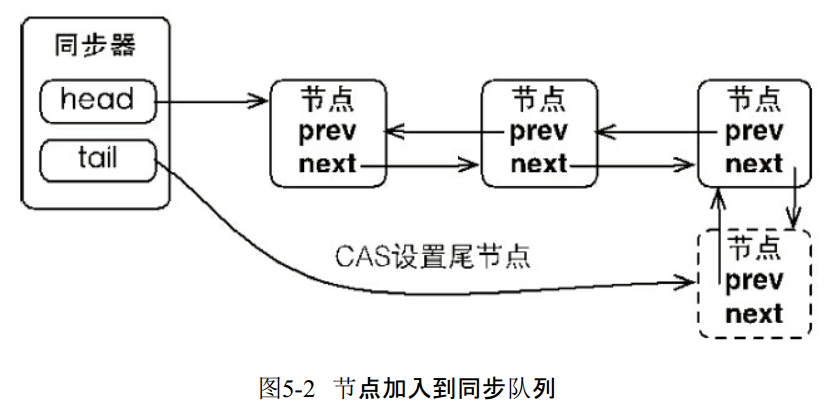 同步器
head
tail
节点
prev
next
节点
prev
next
节点
prev
next
CAS设置尾节点
节点
prev
next
图5-2 节点加入到同步队列